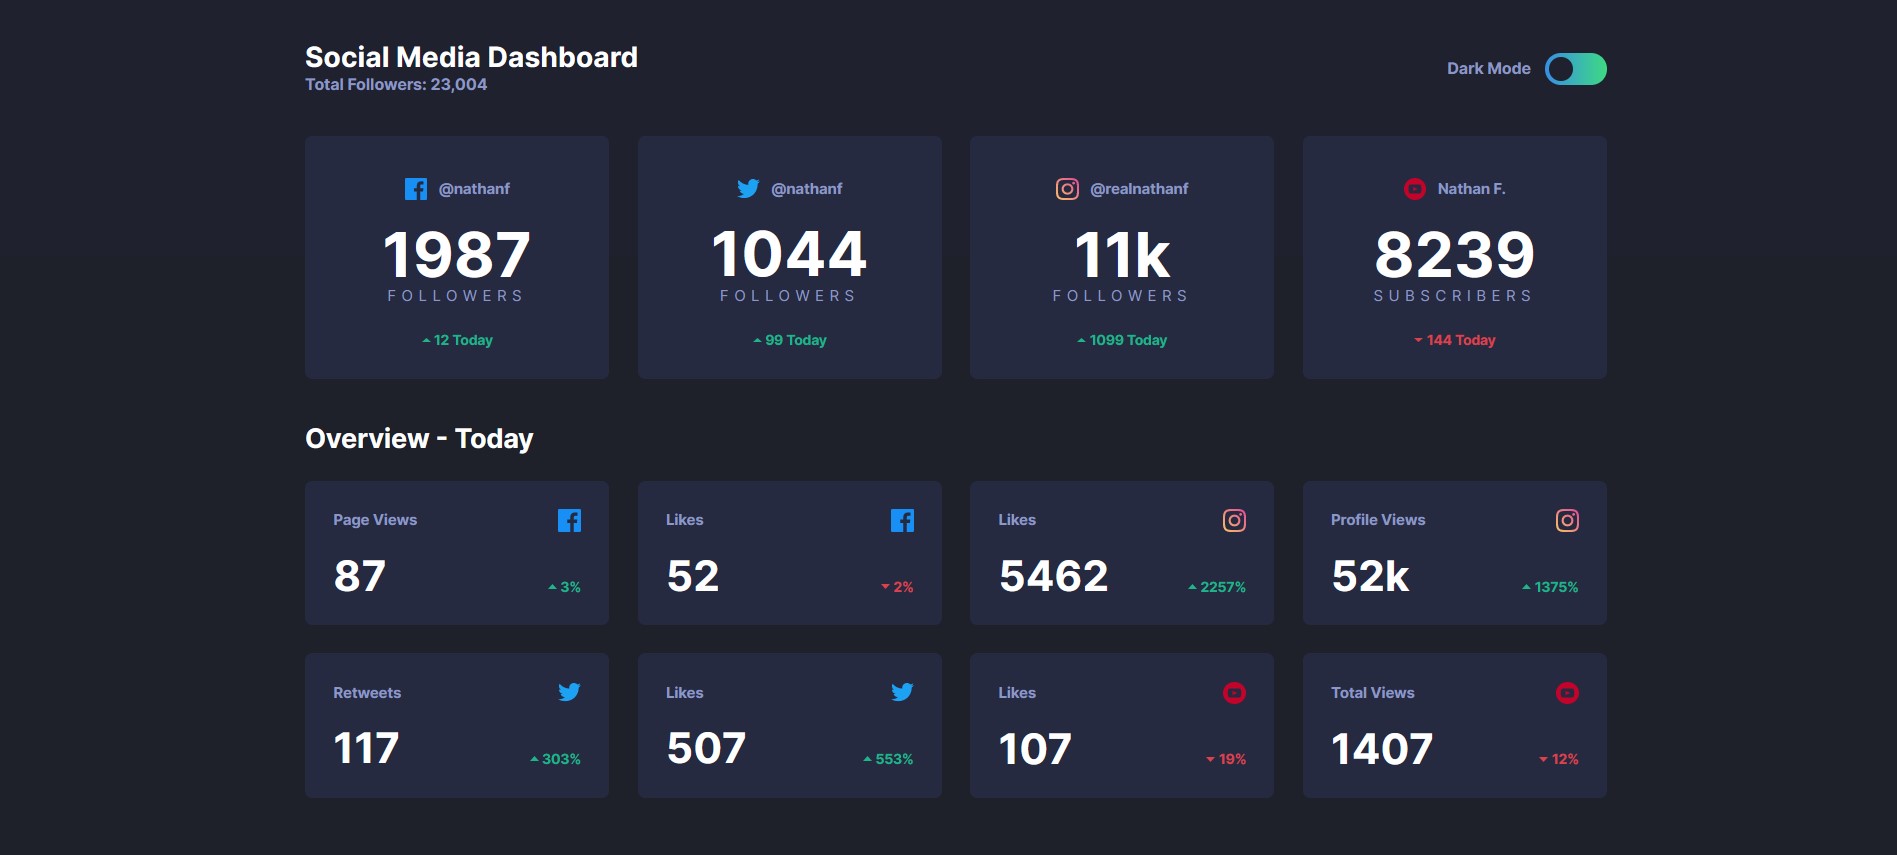 Social Media Dashboard
Total Followers: 23,004
Dark Mode
@nathanf
1987
FOLLOWERS
12 Today
@nathanf
1044
FOLLOWERS
99 Today
@realnathanf
11k
FOLLOWERS
1099 Today
Nathan F.
8239
SUBSCRIBERS
144 Today
Overview - Today
Page Views
87
3%
Likes
52
2%
Likes
5462
2257%
Profile Views
52k
1375%
Retweets
117
303%
Likes
507
553%
Likes
107
19%
Total Views
1407
12%